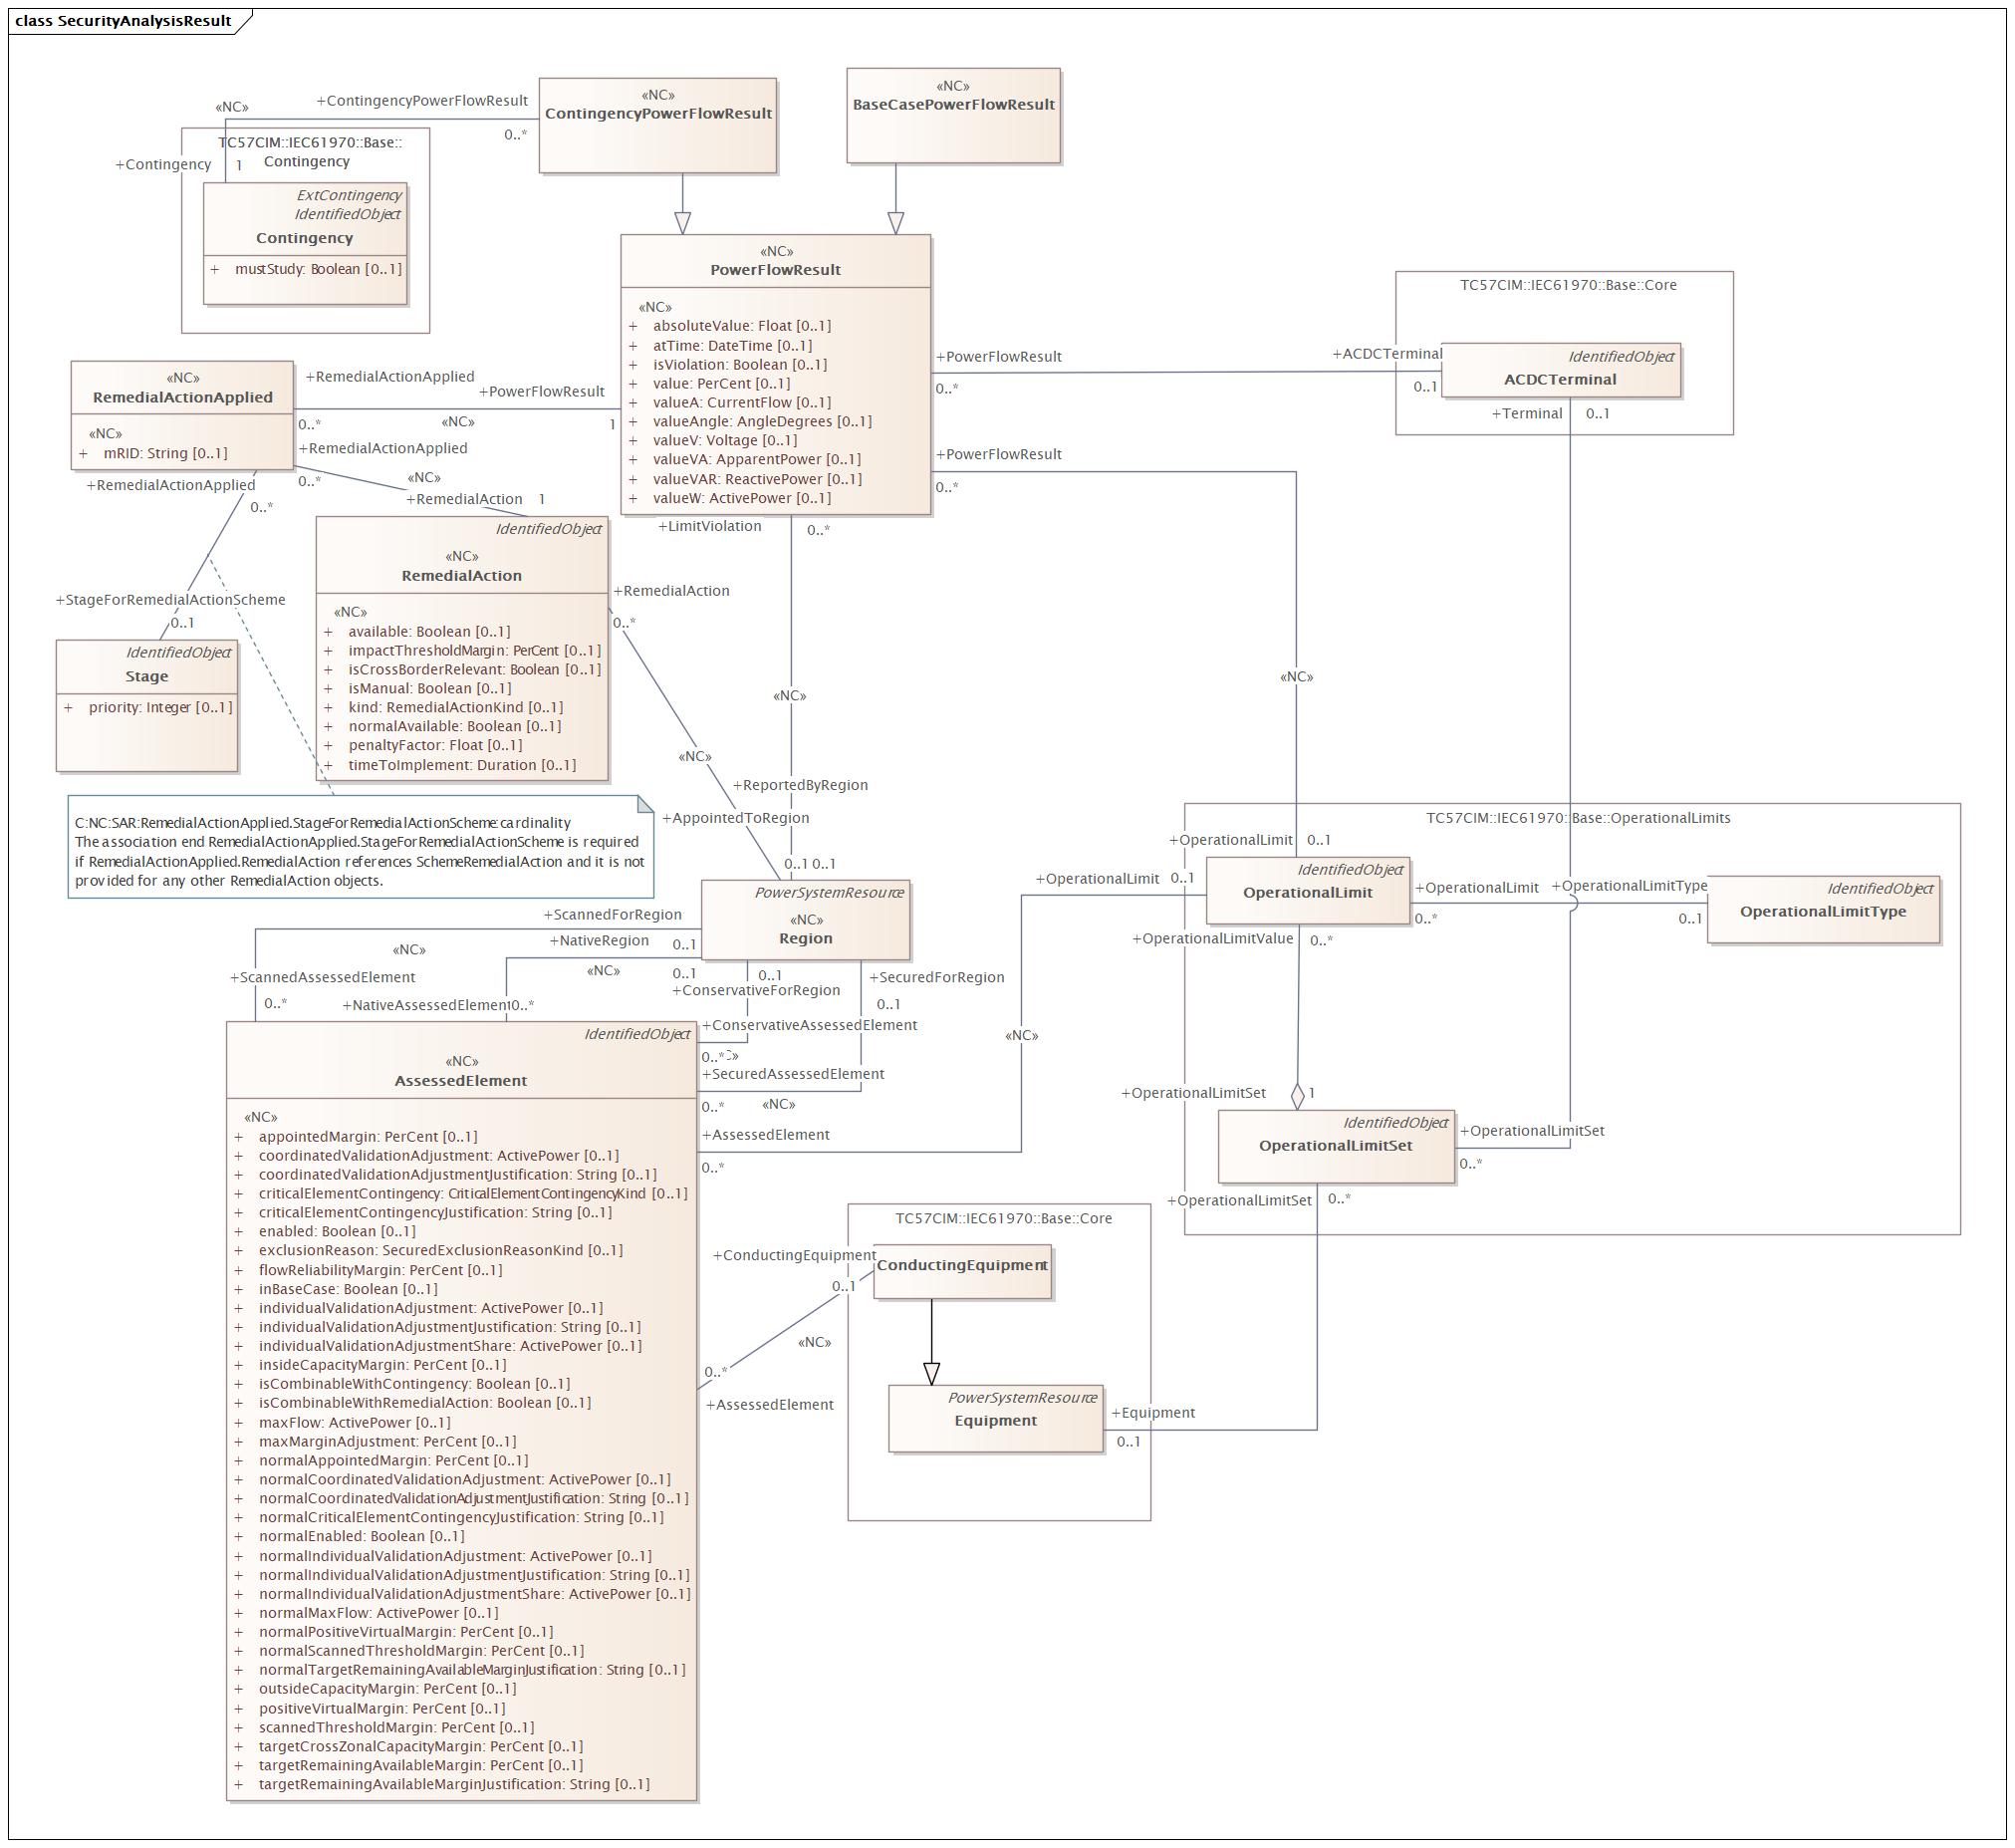 class SecurityAnalysisResult
«NC»
ContingencyPowerFlowResult
«NC»
BaseCasePowerFlowResult
«NC»
+ContingencyPowerFlowResult
0..*
+Contingency
1
TC57CIM::IEC61970::Base::
Contingency
ExtContingency
IdentifiedObject
Contingency
+ mustStudy: Boolean [0..1]
«NC»
PowerFlowResult
«NC»
+ absoluteValue: Float [0..1]
+ atTime: DateTime [0..1]
+ isViolation: Boolean [0..1]
+ value: PerCent [0..1]
+ valueA: CurrentFlow [0..1]
+ valueAngle: AngleDegrees [0..1]
+ valueV: Voltage [0..1]
+ valueVA: ApparentPower [0..1]
+ valueVAR: ReactivePower [0..1]
+ valueW: ActivePower [0..1]
TC57CIM::IEC61970::Base::Core
IdentifiedObject
ACDCTerminal
+PowerFlowResult
0..*
+ACDCTerminal
0..1
+Terminal
0..1
+PowerFlowResult
0..*
«NC»
«NC»
RemedialActionApplied
«NC»
+ mRID: String [0..1]
+RemedialActionApplied
0..*
+PowerFlowResult
1
«NC»
+RemedialActionApplied
0..*
«NC»
+RemedialAction
1
+RemedialActionApplied
0..*
+StageForRemedialActionScheme
0..1
IdentifiedObject
Stage
+ priority: Integer [0..1]
IdentifiedObject
«NC»
RemedialAction
«NC»
+ available: Boolean [0..1]
+ impactThresholdMargin: PerCent [0..1]
+ isCrossBorderRelevant: Boolean [0..1]
+ isManual: Boolean [0..1]
+ kind: RemedialActionKind [0..1]
+ normalAvailable: Boolean [0..1]
+ penaltyFactor: Float [0..1]
+ timeToImplement: Duration [0..1]
+LimitViolation
0..*
+RemedialAction
0..*
«NC»
«NC»
+ReportedByRegion
+AppointedToRegion
0..1
0..1
C:NC:SAR:RemedialActionApplied.StageForRemedialActionScheme:cardinality
The association end RemedialActionApplied.StageForRemedialActionScheme is required
if RemedialActionApplied.RemedialAction references SchemeRemedialAction and it is not
provided for any other RemedialAction objects.
PowerSystemResource
«NC»
Region
+ScannedForRegion
0..1
«NC»
+ScannedAssessedElement
0..*
+NativeRegion
0..1
«NC»
+NativeAssessedElement
0..*
0..1
+ConservativeForRegion
+ConservativeAssessedElement
0..*
+SecuredForRegion
0..1
+SecuredAssessedElement
0..*
«NC»
+AssessedElement
0..*
«NC»
+OperationalLimit
0..1
TC57CIM::IEC61970::Base::OperationalLimits
+OperationalLimit
0..1
IdentifiedObject
OperationalLimit
+OperationalLimit
0..*
+OperationalLimitType
0..1
IdentifiedObject
OperationalLimitType
+OperationalLimitValue
0..*
+OperationalLimitSet
1
IdentifiedObject
OperationalLimitSet
+OperationalLimitSet
0..*
+OperationalLimitSet
0..*
IdentifiedObject
«NC»
AssessedElement
«NC»
+ appointedMargin: PerCent [0..1]
+ coordinatedValidationAdjustment: ActivePower [0..1]
+ coordinatedValidationAdjustmentJustification: String [0..1]
+ criticalElementContingency: CriticalElementContingencyKind [0..1]
+ criticalElementContingencyJustification: String [0..1]
+ enabled: Boolean [0..1]
+ exclusionReason: SecuredExclusionReasonKind [0..1]
+ flowReliabilityMargin: PerCent [0..1]
+ inBaseCase: Boolean [0..1]
+ individualValidationAdjustment: ActivePower [0..1]
+ individualValidationAdjustmentJustification: String [0..1]
+ individualValidationAdjustmentShare: ActivePower [0..1]
+ insideCapacityMargin: PerCent [0..1]
+ isCombinableWithContingency: Boolean [0..1]
+ isCombinableWithRemedialAction: Boolean [0..1]
+ maxFlow: ActivePower [0..1]
+ maxMarginAdjustment: PerCent [0..1]
+ normalAppointedMargin: PerCent [0..1]
+ normalCoordinatedValidationAdjustment: ActivePower [0..1]
+ normalCoordinatedValidationAdjustmentJustification: String [0..1]
+ normalCriticalElementContingencyJustification: String [0..1]
+ normalEnabled: Boolean [0..1]
+ normalIndividualValidationAdjustment: ActivePower [0..1]
+ normalIndividualValidationAdjustmentJustification: String [0..1]
+ normalIndividualValidationAdjustmentShare: ActivePower [0..1]
+ normalMaxFlow: ActivePower [0..1]
+ normalPositiveVirtualMargin: PerCent [0..1]
+ normalScannedThresholdMargin: PerCent [0..1]
+ normalTargetRemainingAvailableMarginJustification: String [0..1]
+ outsideCapacityMargin: PerCent [0..1]
+ positiveVirtualMargin: PerCent [0..1]
+ scannedThresholdMargin: PerCent [0..1]
+ targetCrossZonalCapacityMargin: PerCent [0..1]
+ targetRemainingAvailableMargin: PerCent [0..1]
+ targetRemainingAvailableMarginJustification: String [0..1]
TC57CIM::IEC61970::Base::Core
+ConductingEquipment
0..1
ConductingEquipment
«NC»
0..*
+AssessedElement
PowerSystemResource
Equipment
+Equipment
0..1